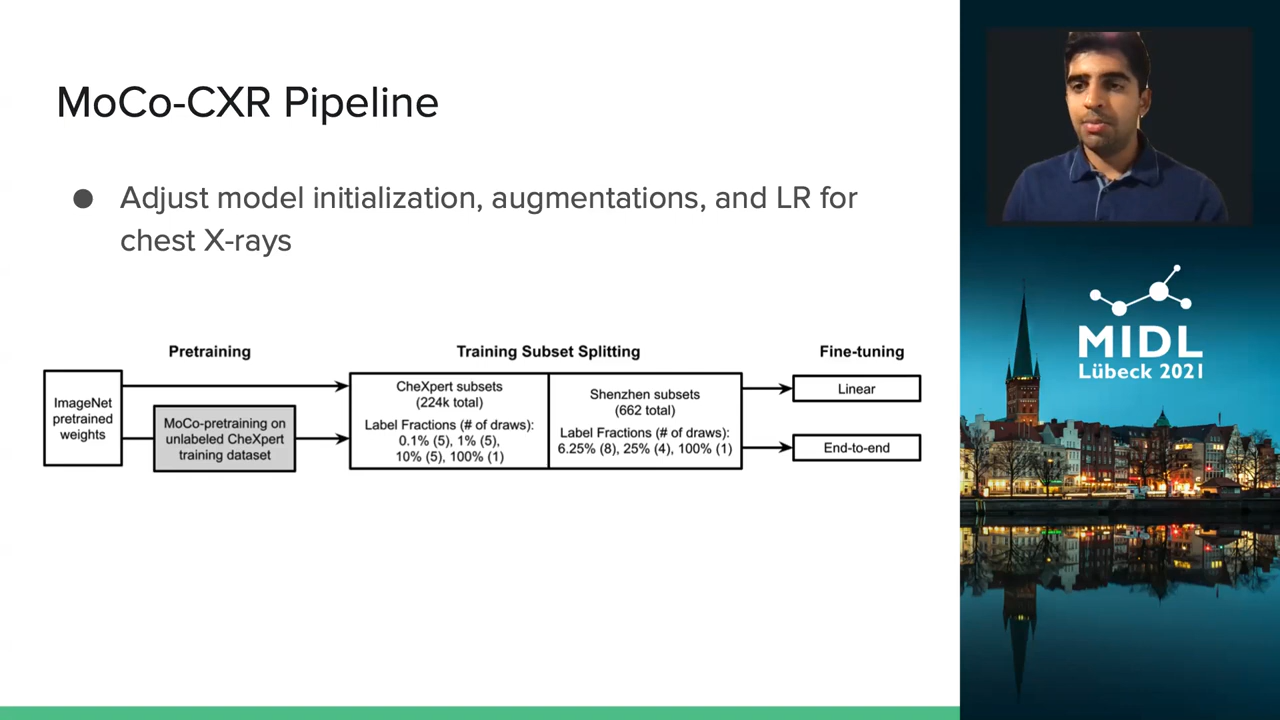 MoCo-CXR Pipeline
● Adjust model initialization, augmentations, and LR for
chest X-rays
Pretraining
Training Subset Splitting
Fine-tuning
ImageNet
pretrained
weights
MoCo-pretraining on
unlabeled CheXpert
training dataset
CheXpert subsets
(224k total)
Label Fractions (# of draws):
0.1% (5), 1% (5),
10% (5), 100% (1)
Shenzhen subsets
(662 total)
Label Fractions (# of draws):
6.25% (8), 25% (4), 100% (1)
Linear
End-to-end
MIDL
Lübeck 2021